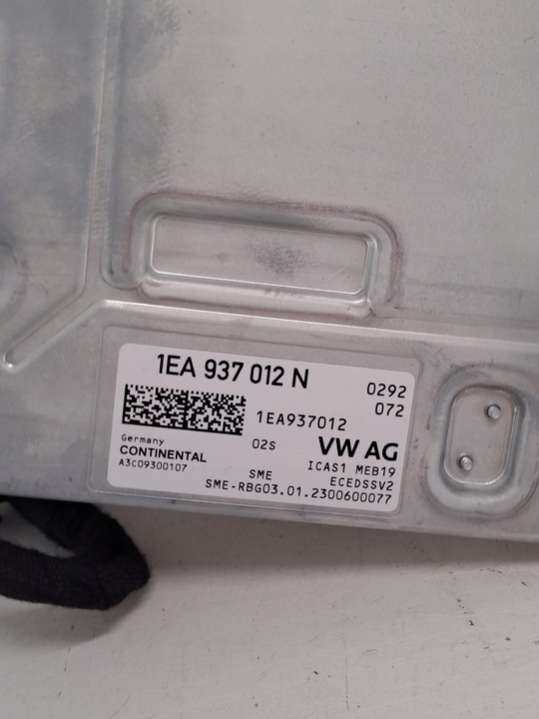 1EA 937 012 N
0292
072
1EA937012
02S
VW AG
Germany
CONTINENTAL
A3C09300107
ICAS1 MEB19
SME
ECEDSSV2
SME-RBG03.01.2300600077